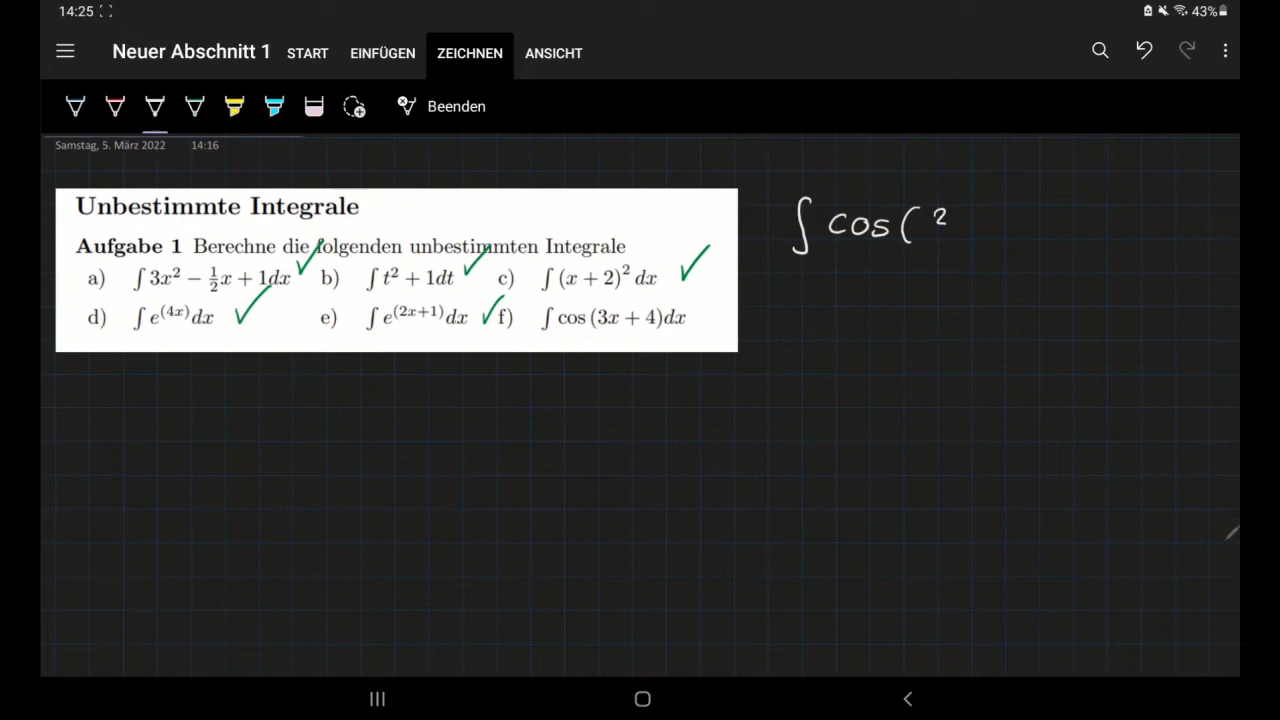 14:25 43%
Neuer Abschnitt 1 START EINFÜGEN ZEICHNEN ANSICHT
Beenden
Samstag, 5. März 2022 14:16
Unbestimmte Integrale
Aufgabe 1 Berechne die folgenden unbestimmten Integrale
a) ∫ 3x² − ½x + 1dx b) ∫ t² + 1dt c) ∫ (x + 2)² dx
d) ∫ e^(4x) dx e) ∫ e^(2x+1) dx f) ∫ cos (3x + 4)dx
∫ cos( 2